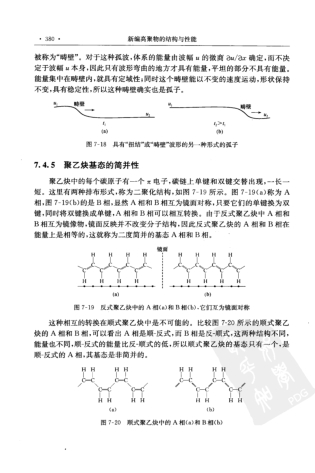 · 380 ·
新编高聚物的结构与性能
被称为“畴壁”。对于这种孤波,体系的能量由波幅 u 的微商 ∂u/∂x 确定,而不决
定于波幅 u 本身,因此只有波形弯曲的地方才具有能量,平坦的部分不具有能量。
能量集中在畴壁内,就具有定域性;同时这个畴壁能以不变的速度运动,形状保持
不变,具有稳定性,所以这种畴壁确实也是孤子。
u₁ 畴壁 u₂
畴壁
u₁ u₂
t₁
t₂>t₁
(a)
(b)
图 7-18 具有“扭结”或“畴壁”波形的另一种形式的孤子
7.4.5 聚乙炔基态的简并性
聚乙炔中的每个碳原子有一个 π 电子,碳链上单键和双键交替出现,一长一
短。这里有两种排布形式,称为二聚化结构,如图 7-19 所示。图 7-19(a)称为 A
相,图 7-19(b)的是 B 相,显然 A 相和 B 相互为镜面对称,只要它们的单键换为双
键,同时将双键换成单键,A 相和 B 相可以相互转换。由于反式聚乙炔中 A 相和
B 相互为镜像物,镜面反映并不改变分子结构,因此反式聚乙炔的 A 相和 B 相在
能量上是相等的,这就称为二度简并的基态 A 相和 B 相。
镜面
H H H H H H
H H H H H H
(a)
(b)
图 7-19 反式聚乙炔中的 A 相(a)和 B 相(b),它们互为镜面对称
这种相互的转换在顺式聚乙炔中是不可能的。比较图 7-20 所示的顺式聚乙
炔的 A 相和 B 相,可以看出 A 相是顺-反式,而 B 相是反-顺式,这两种结构不同,
能量也不同,顺-反式的能量比反-顺式的低,所以顺式聚乙炔的基态只有一个,是
顺-反式的 A 相,其基态是非简并的。
H H H H H H H H
C C C C C C C C
H H H H H H H H
(a)
(b)
图 7-20 顺式聚乙炔中的 A 相(a)和 B 相(b)
PDG